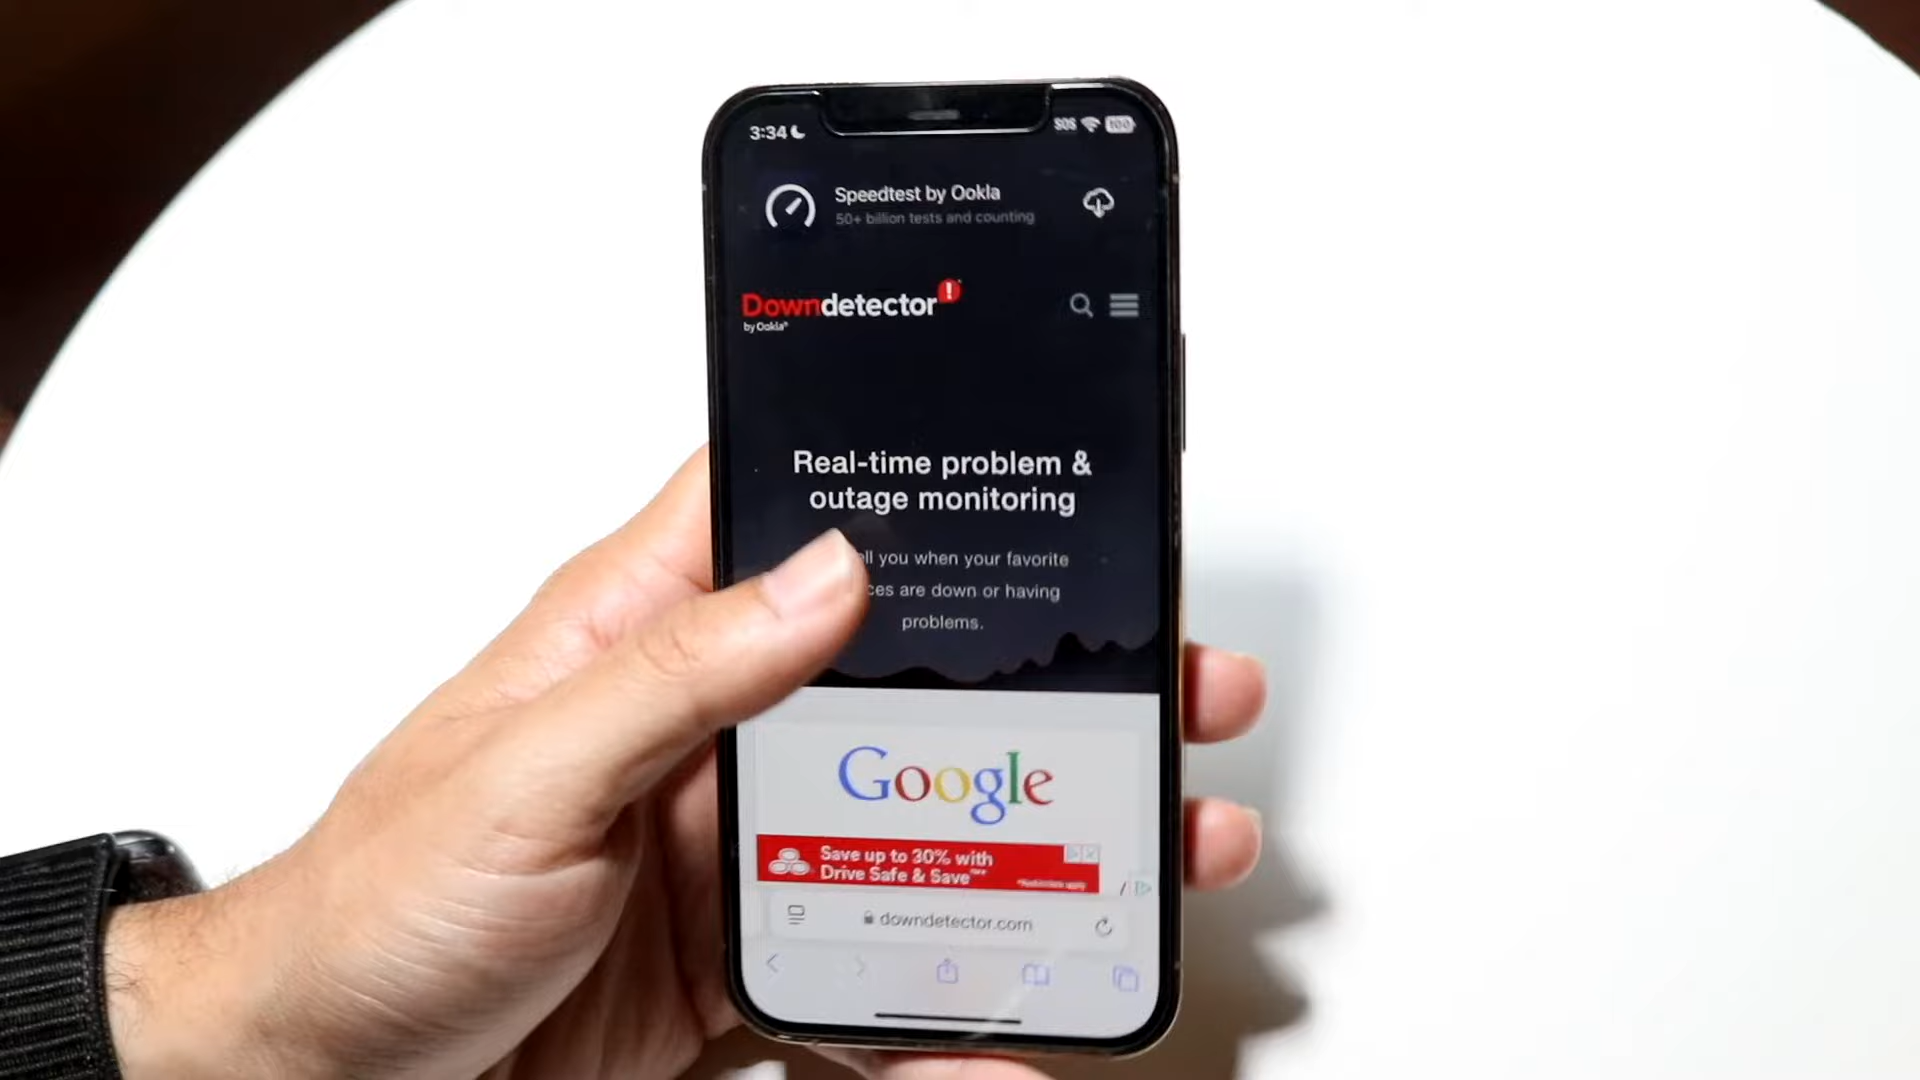 3:34
SOS
100
Speedtest by Ookla
50+ billion tests and counting
Downdetector!
by Ookla®
Real-time problem &
outage monitoring
ll you when your favorite
ces are down or having
problems.
Google
Save up to 30% with
Drive Safe & Save
downdetector.com